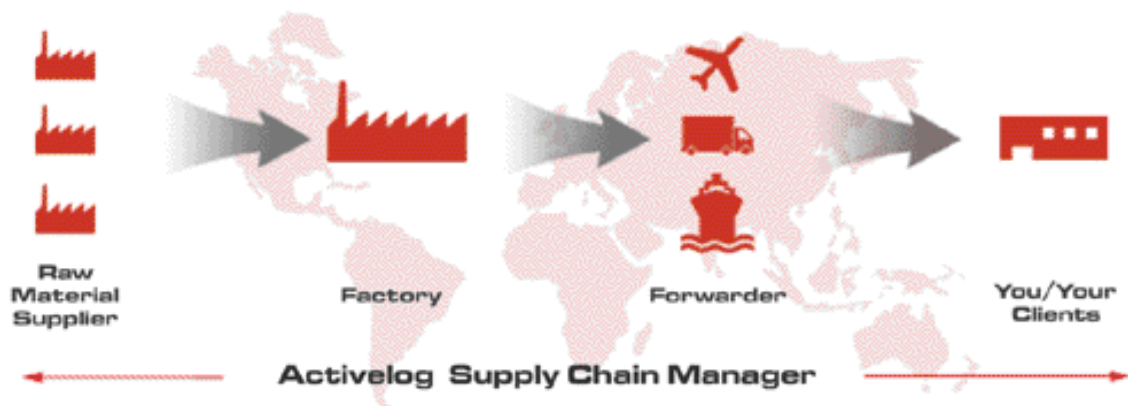 Raw
Material
Supplier
Factory
Forwarder
You/Your
Clients
Activelog Supply Chain Manager